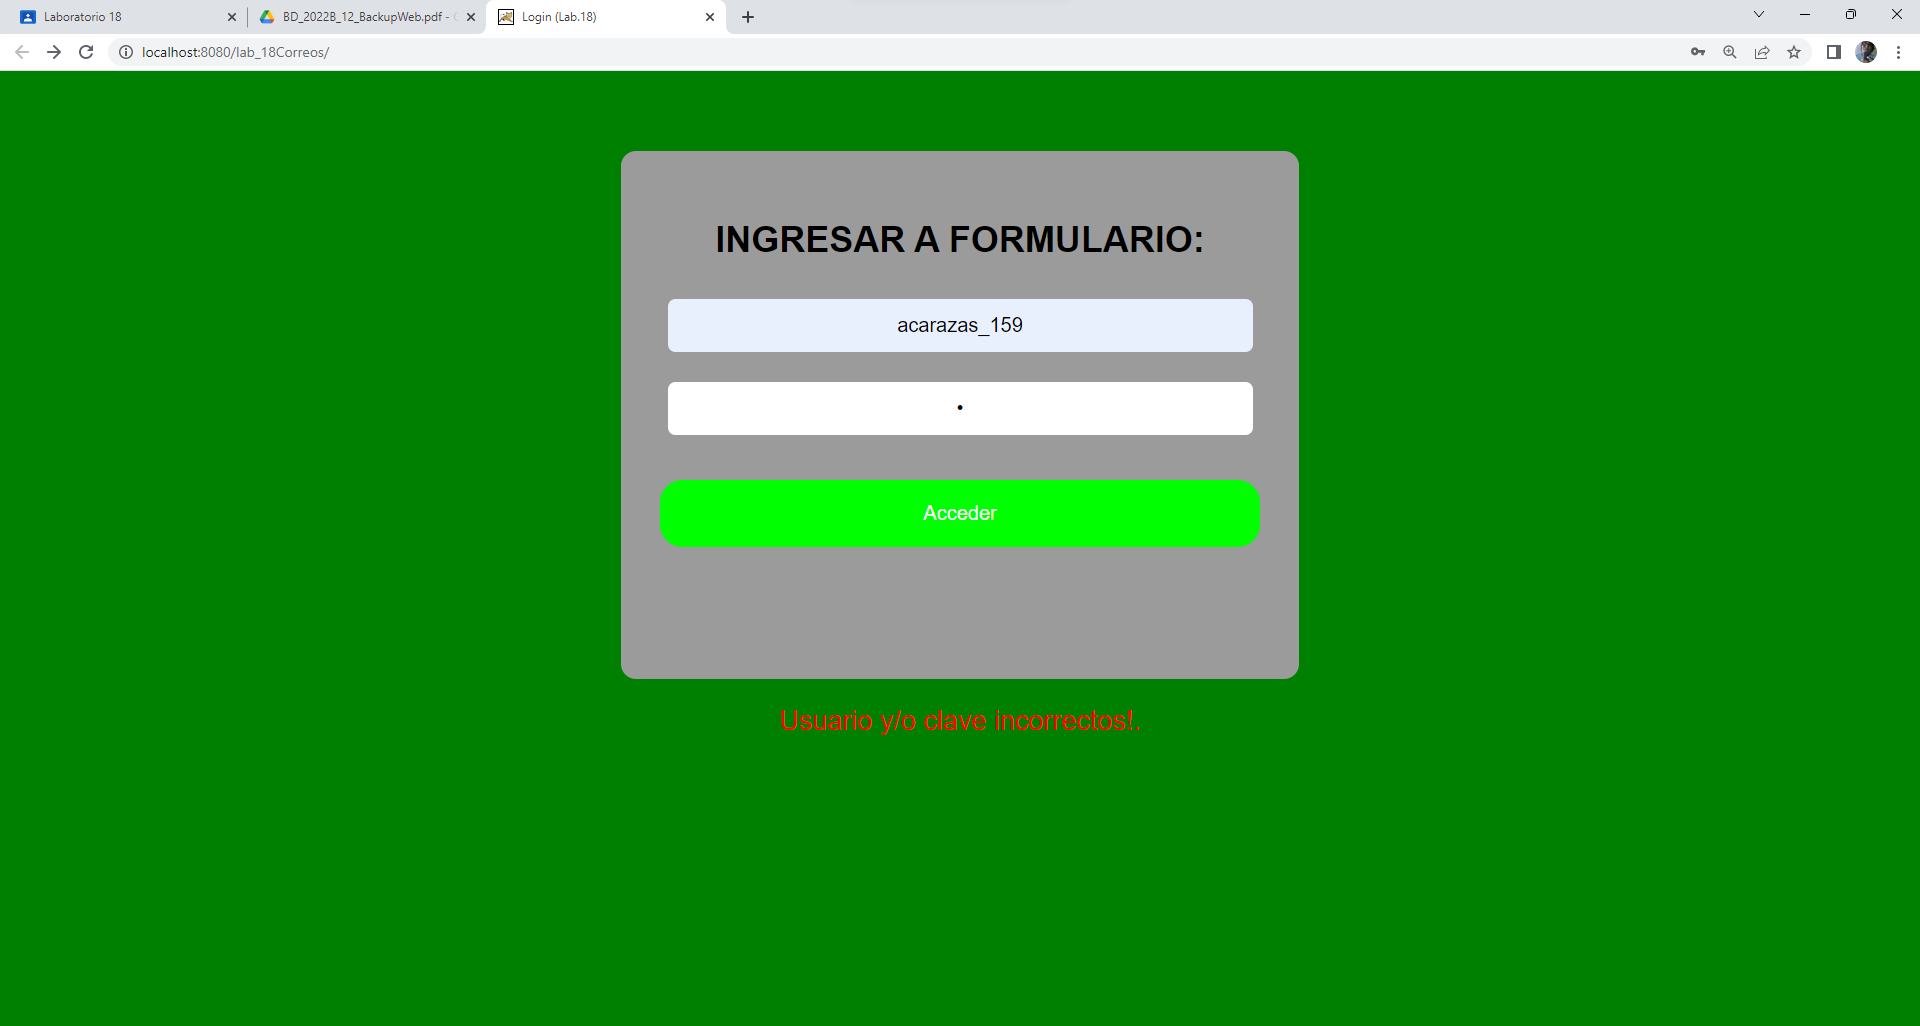 Laboratorio 18
BD_2022B_12_BackupWeb.pdf -
Login (Lab.18)
localhost:8080/lab_18Correos/
INGRESAR A FORMULARIO:
acarazas_159
•
Acceder
Usuario y/o clave incorrectos!.